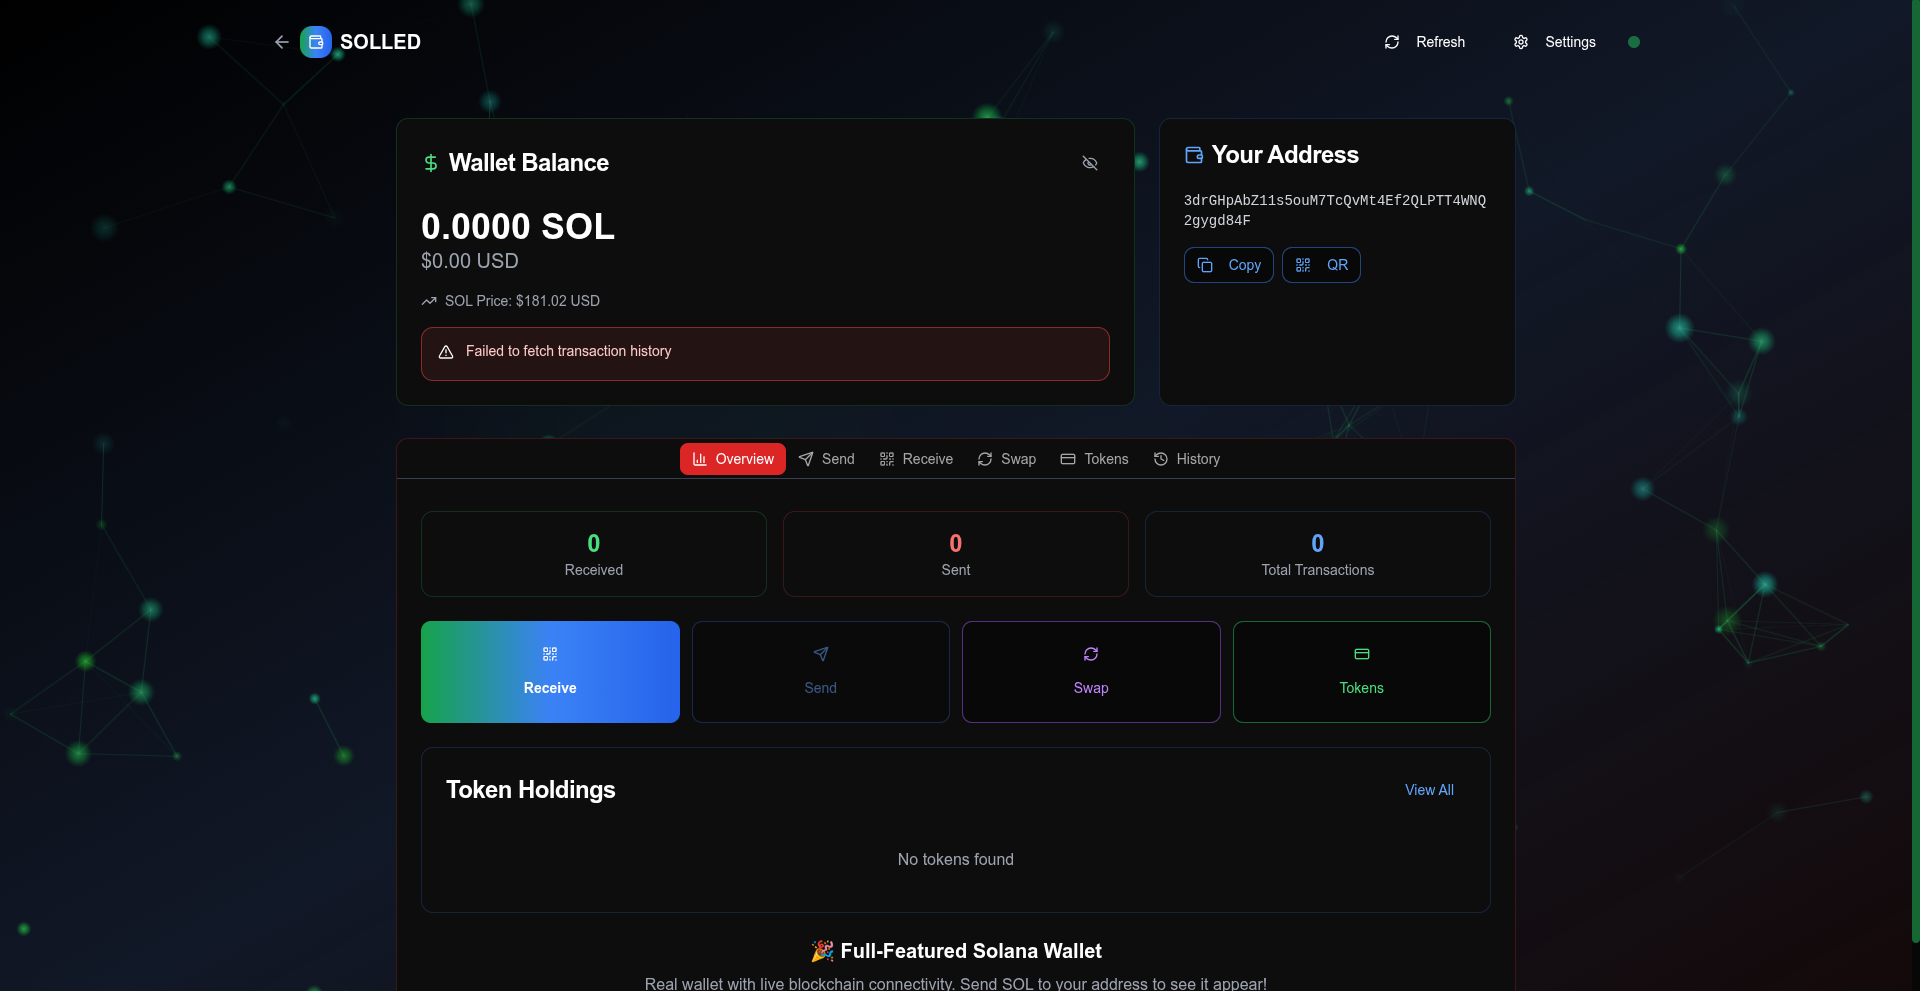 SOLLED
Refresh
Settings
Wallet Balance
0.0000 SOL
$0.00 USD
SOL Price: $181.02 USD
Failed to fetch transaction history
Your Address
3drGHpAbZ11s5ouM7TcQvMt4Ef2QLPTT4WNQ
2gygd84F
Copy
QR
Overview
Send
Receive
Swap
Tokens
History
0
Received
0
Sent
0
Total Transactions
Receive
Send
Swap
Tokens
Token Holdings
View All
No tokens found
🎉 Full-Featured Solana Wallet
Real wallet with live blockchain connectivity. Send SOL to your address to see it appear!